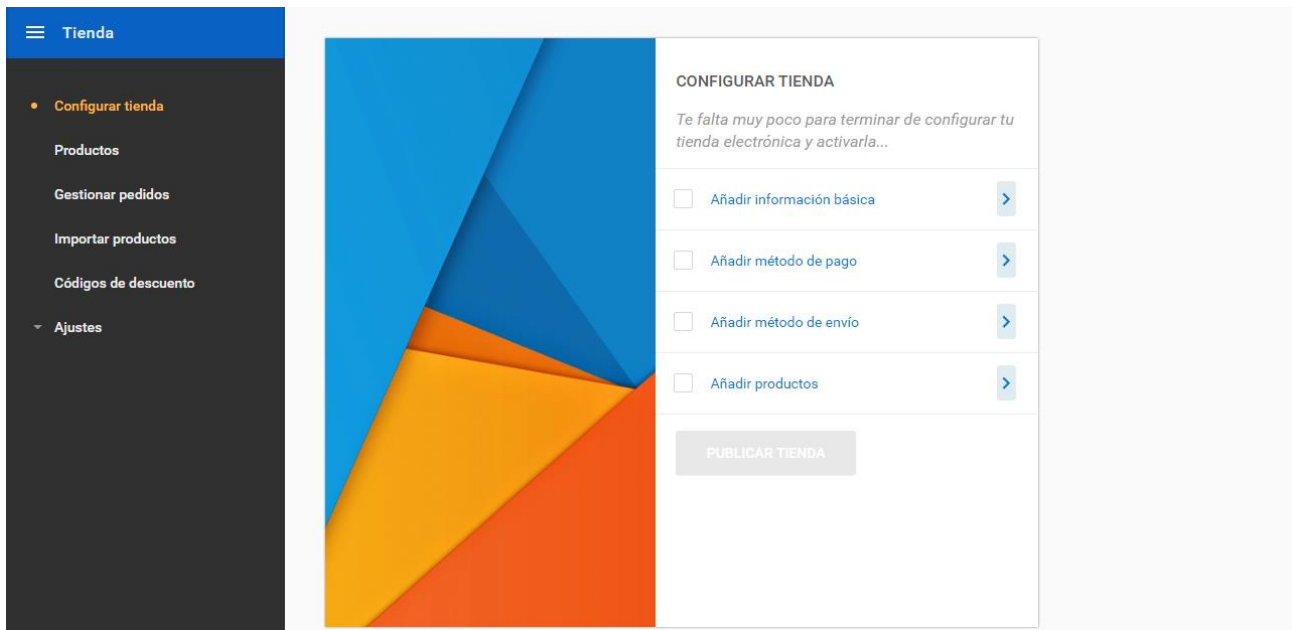 Tienda
Configurar tienda
Productos
Gestionar pedidos
Importar productos
Códigos de descuento
Ajustes
CONFIGURAR TIENDA
Te falta muy poco para terminar de configurar tu
tienda electrónica y activarla...
Añadir información básica
Añadir método de pago
Añadir método de envío
Añadir productos
PUBLICAR TIENDA